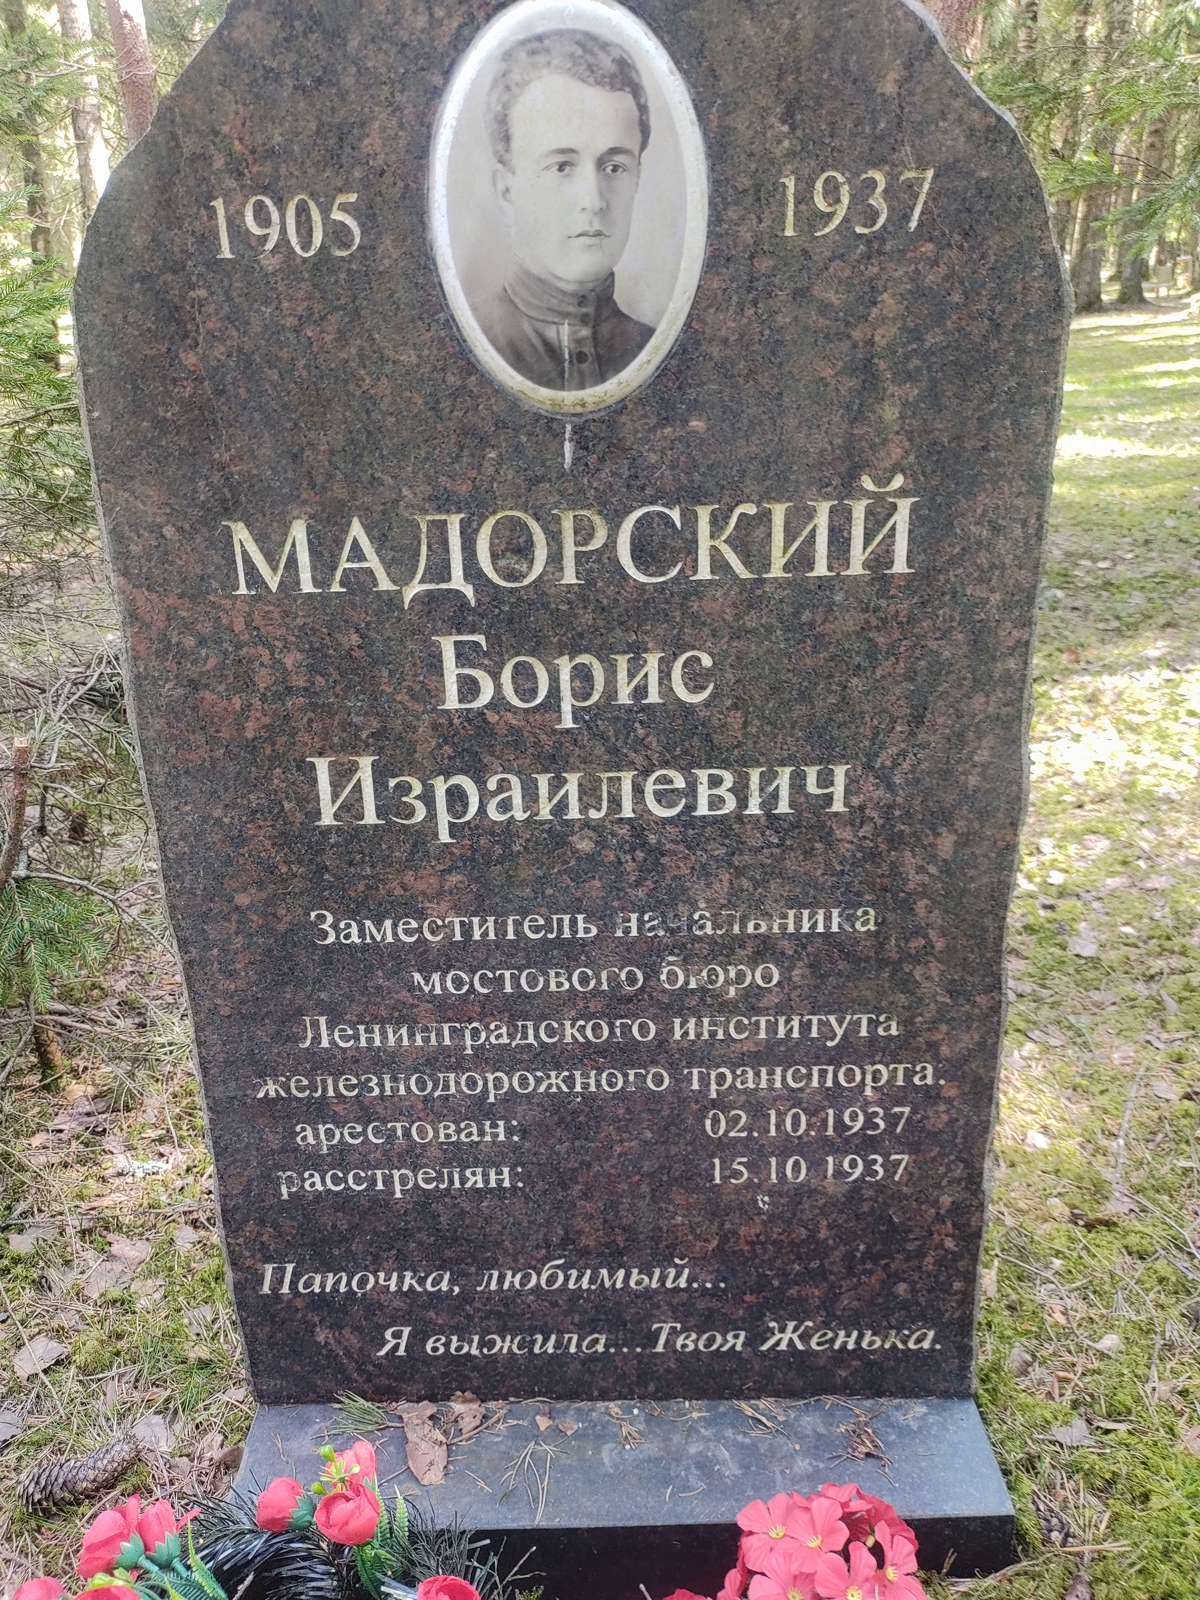 1905 1937
МАДОРСКИЙ
Борис
Израилевич
Заместитель начальника
мостового бюро
Ленинградского института
железнодорожного транспорта.
арестован: 02.10.1937
расстрелян: 15.10 1937
Папочка, любимый...
Я выжила...Твоя Женька.